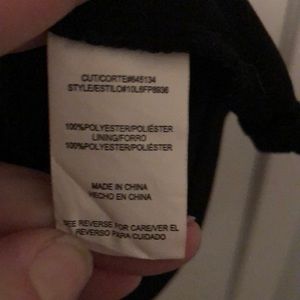 CUT/CORTE#645134
STYLE/ESTILO#10L6FP8936
100%POLYESTER/POLIÉSTER
LINING/FORRO
100%POLYESTER/POLIÉSTER
MADE IN CHINA
HECHO EN CHINA
SEE REVERSE FOR CARE/VER EL
REVERSO PARA CUIDADO